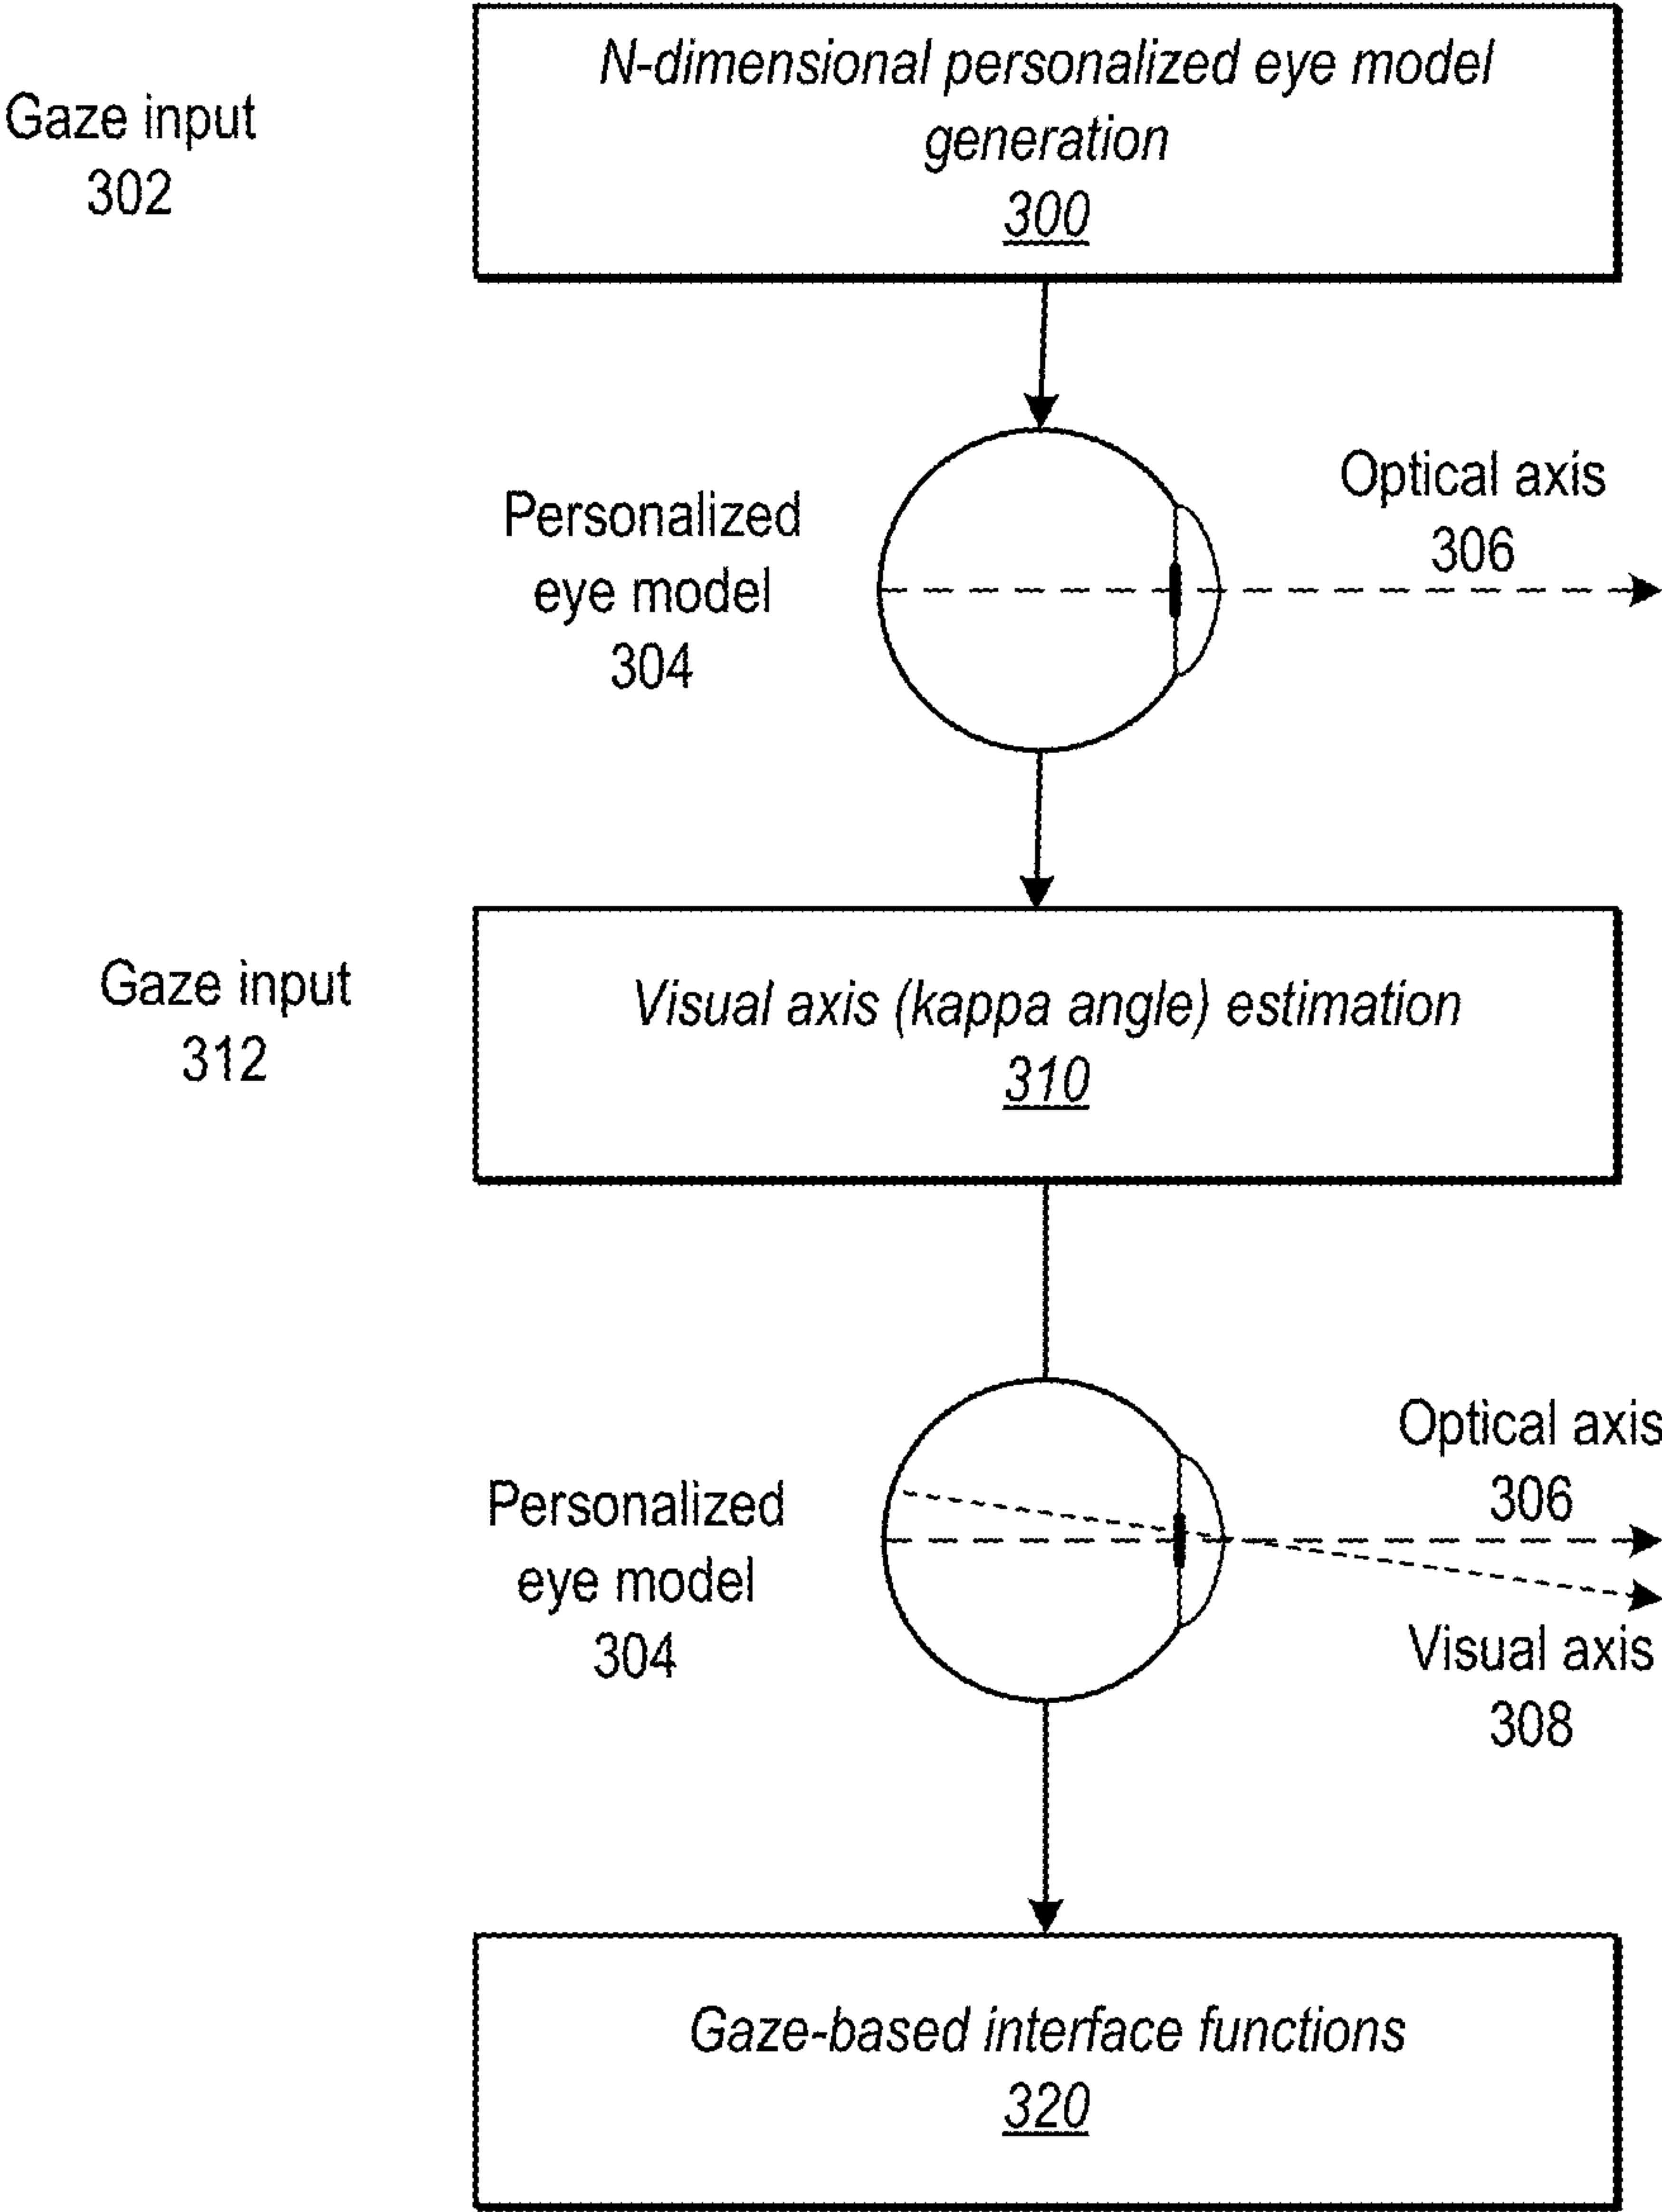 N-dimensional personalized eye model
generation
300
Gaze input
302
Optical axis
306
Personalized
eye model
304
Gaze input
312
Visual axis (kappa angle) estimation
310
Optical axis
306
Personalized
eye model
304
Visual axis
308
Gaze-based interface functions
320